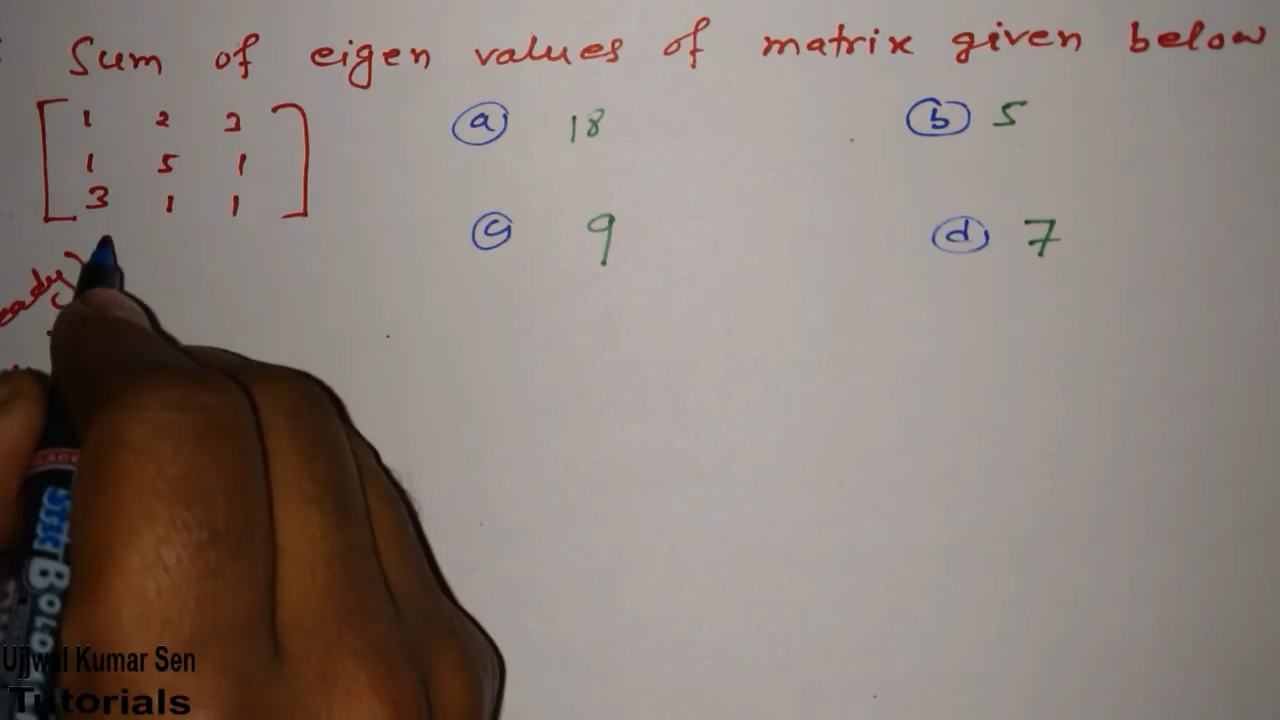 Sum of eigen values of matrix given below
1 2 3 (a) 18 (b) 5
1 5 1
3 1 1 (c) 9 (d) 7
BOLD
Ujjwal Kumar Sen
Tutorials